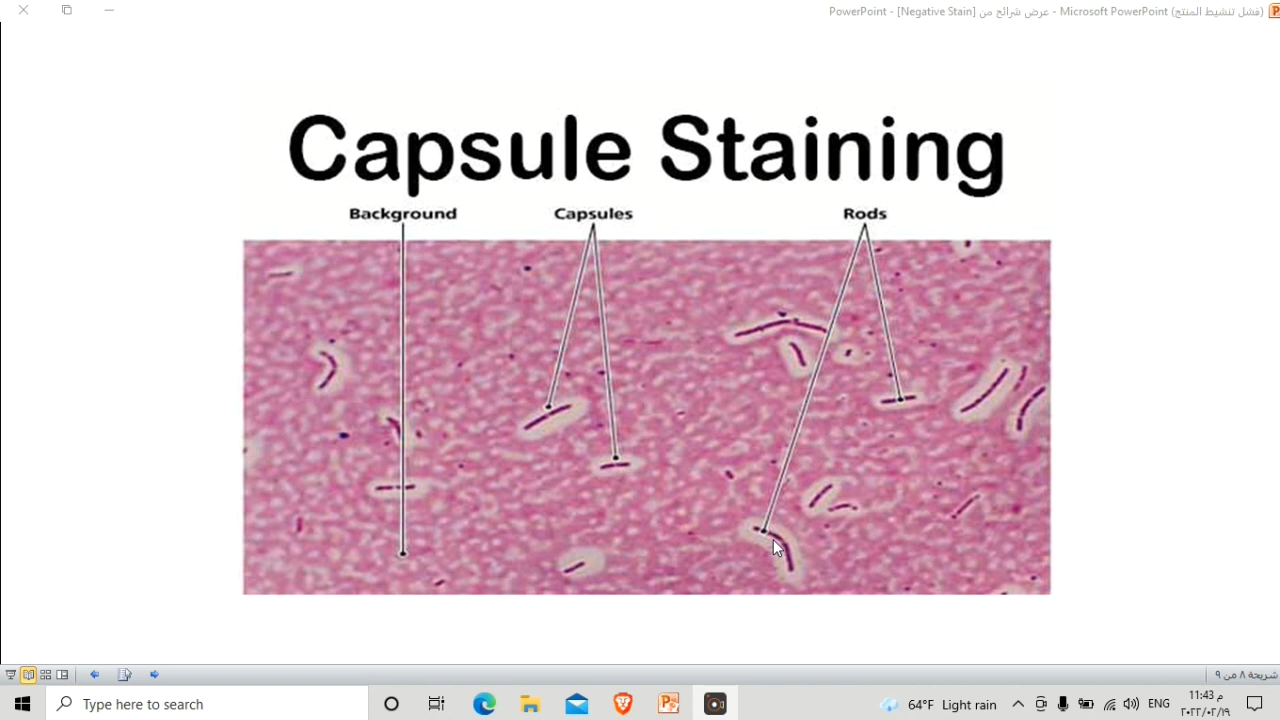 PowerPoint - [Negative Stain] عرض شرائح من - Microsoft PowerPoint (فشل تنشيط المنتج)
Capsule Staining
Background
Capsules
Rods
شريحة ٨ من ٩
Type here to search
64°F Light rain
ENG
11:43 م
٢٠٢٢/٠٢/١٩